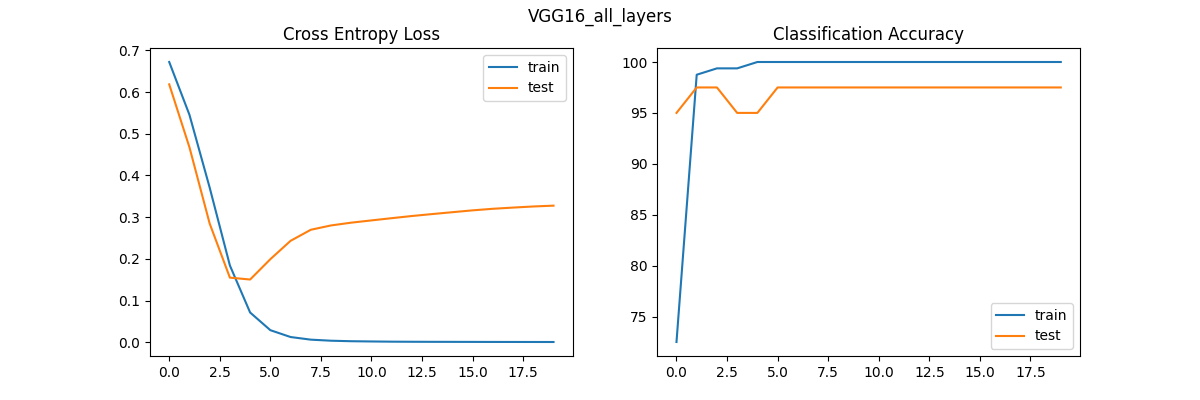 VGG16_all_layers
Cross Entropy Loss
0.7
0.6
0.5
0.4
0.3
0.2
0.1
0.0
0.0 2.5 5.0 7.5 10.0 12.5 15.0 17.5
train
test
Classification Accuracy
100
95
90
85
80
75
0.0 2.5 5.0 7.5 10.0 12.5 15.0 17.5
train
test